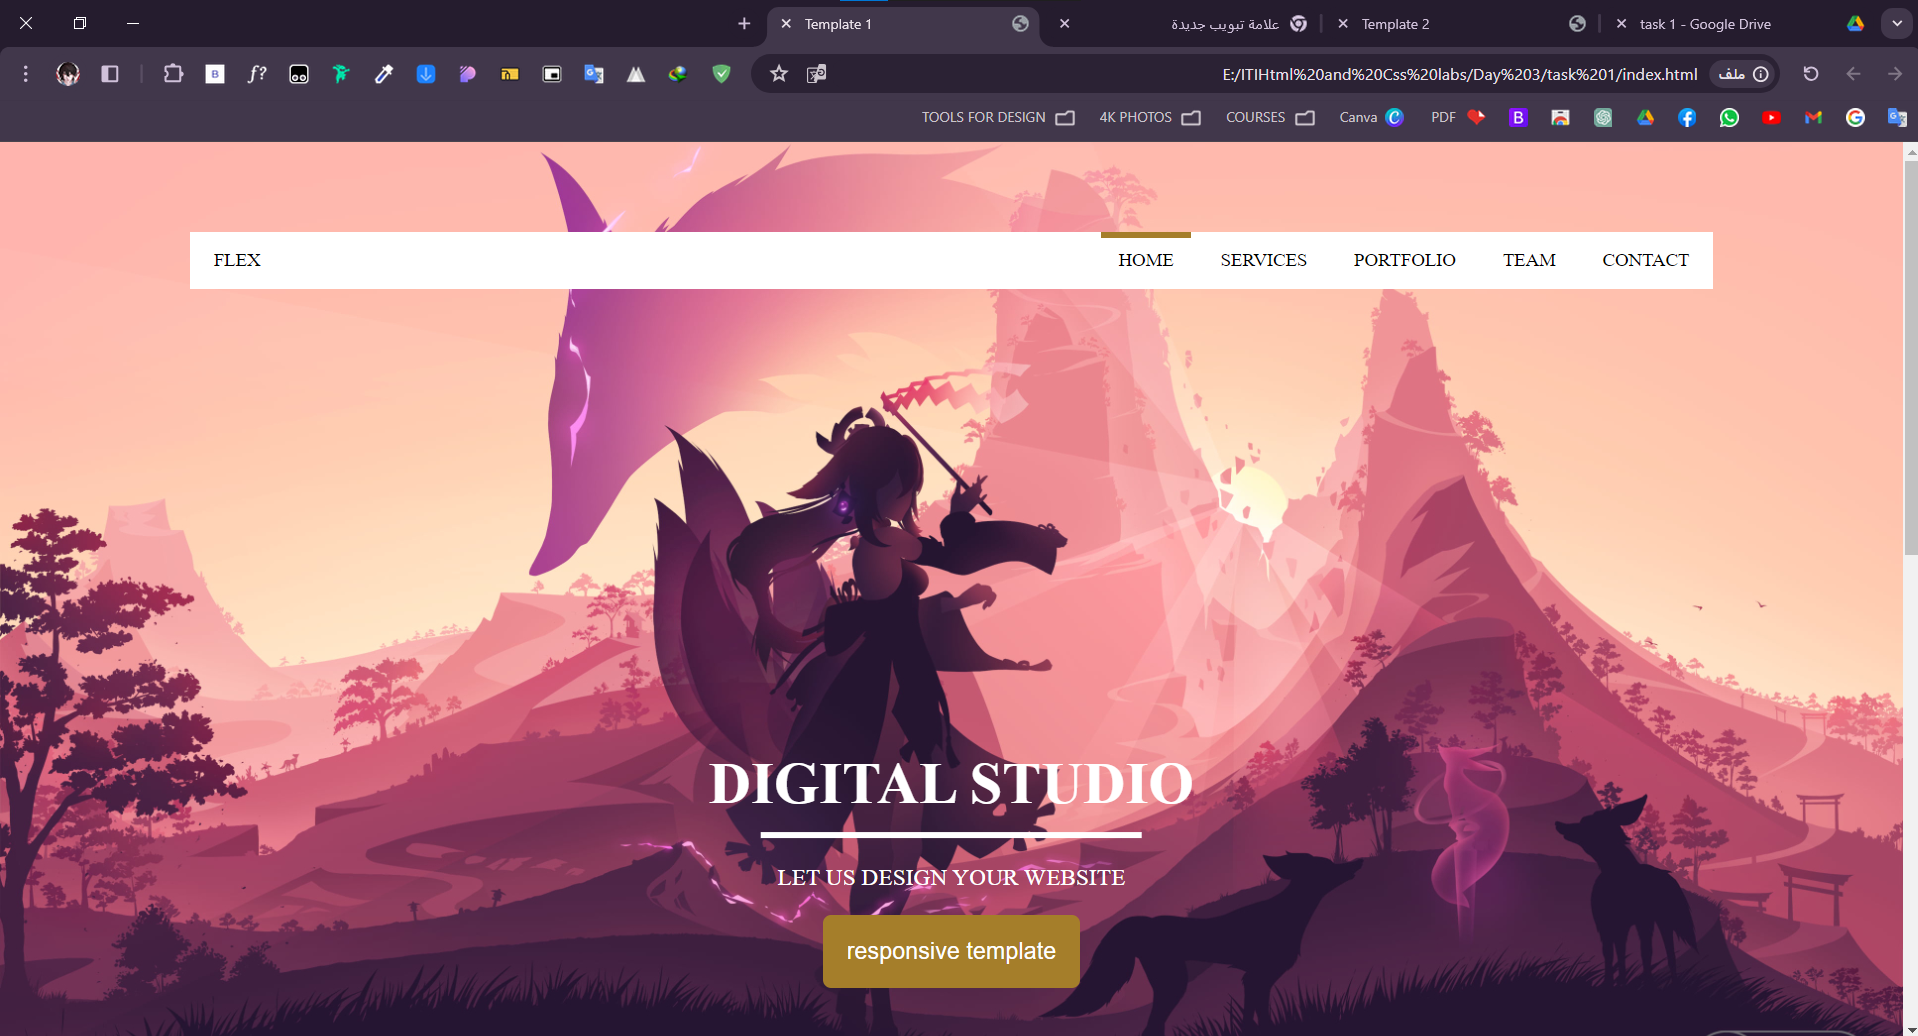 Template 1
علامة تبويب جديدة
Template 2
task 1 - Google Drive
E:/ITIHtml%20and%20Css%20labs/Day%203/task%201/index.html
ملف
TOOLS FOR DESIGN
4K PHOTOS
COURSES
Canva
PDF
FLEX
HOME
SERVICES
PORTFOLIO
TEAM
CONTACT
DIGITAL STUDIO
LET US DESIGN YOUR WEBSITE
responsive template